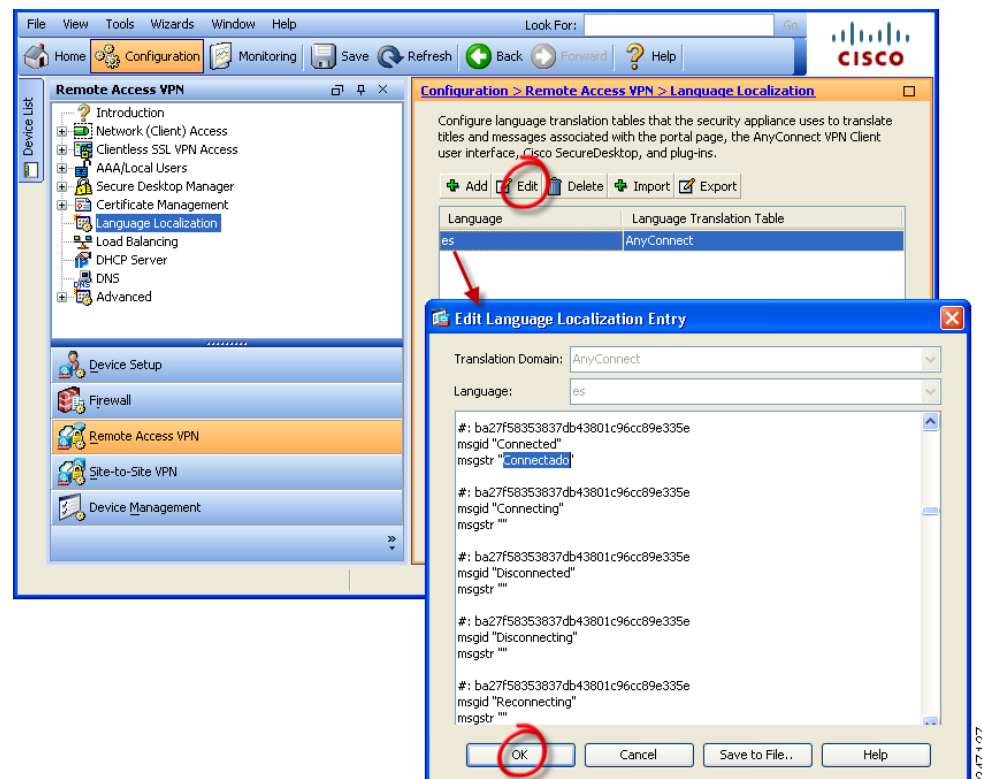 File View Tools Wizards Window Help Look For: Go
Home Configuration Monitoring Save Refresh Back Forward Help
CISCO
Device List
Remote Access VPN
Introduction
Network (Client) Access
Clientless SSL VPN Access
AAA/Local Users
Secure Desktop Manager
Certificate Management
Language Localization
Load Balancing
DHCP Server
DNS
DNS
Advanced
Device Setup
Firewall
Remote Access VPN
Site-to-Site VPN
Device Management
Configuration > Remote Access VPN > Language Localization
Configure language translation tables that the security appliance uses to translate
titles and messages associated with the portal page, the AnyConnect VPN Client
user interface, Cisco SecureDesktop, and plug-ins.
Add Edit Delete Import Export
Language Language Translation Table
es AnyConnect
Edit Language Localization Entry
Translation Domain: AnyConnect
Language: es
#: ba27f58353837db43801c96cc89e335e
msgid "Connected"
msgstr "Connectado"
#: ba27f58353837db43801c96cc89e335e
msgid "Connecting"
msgstr ""
#: ba27f58353837db43801c96cc89e335e
msgid "Disconnected"
msgstr ""
#: ba27f58353837db43801c96cc89e335e
msgid "Disconnecting"
msgstr ""
#: ba27f58353837db43801c96cc89e335e
msgid "Reconnecting"
msgstr ""
OK Cancel Save to File.. Help